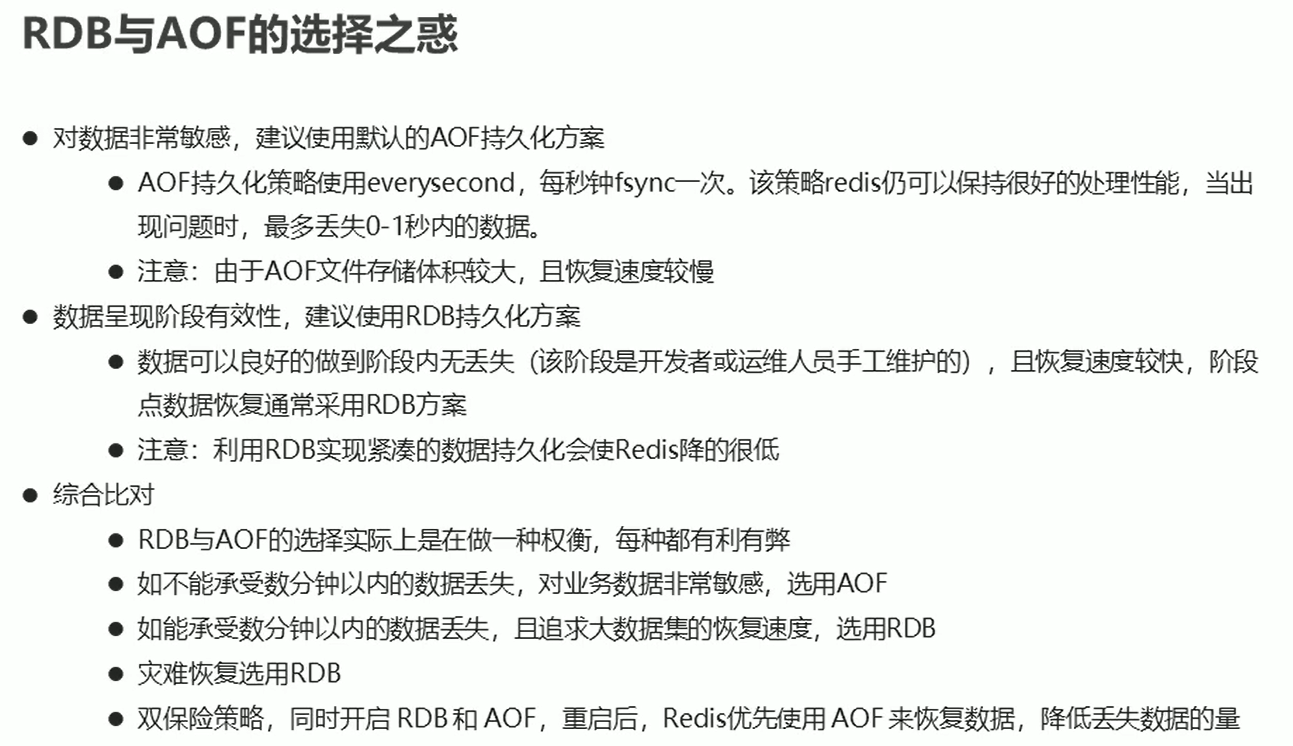 RDB与AOF的选择之惑
● 对数据非常敏感，建议使用默认的AOF持久化方案
● AOF持久化策略使用everysecond，每秒钟fsync一次。该策略redis仍可以保持很好的处理性能，当出
现问题时，最多丢失0-1秒内的数据。
● 注意：由于AOF文件存储体积较大，且恢复速度较慢
● 数据呈现阶段有效性，建议使用RDB持久化方案
● 数据可以良好的做到阶段内无丢失（该阶段是开发者或运维人员手工维护的），且恢复速度较快，阶段
点数据恢复通常采用RDB方案
● 注意：利用RDB实现紧凑的数据持久化会使Redis降的很低
● 综合比对
● RDB与AOF的选择实际上是在做一种权衡，每种都有利有弊
● 如不能承受数分钟以内的数据丢失，对业务数据非常敏感，选用AOF
● 如能承受数分钟以内的数据丢失，且追求大数据集的恢复速度，选用RDB
● 灾难恢复选用RDB
● 双保险策略，同时开启 RDB 和 AOF，重启后，Redis优先使用 AOF 来恢复数据，降低丢失数据的量